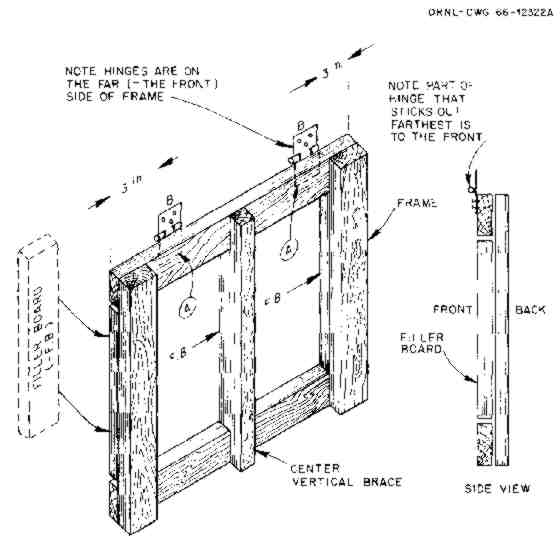 ORNL-DWG 66-12322A
NOTE HINGES ARE ON
THE FAR (=THE FRONT)
SIDE OF FRAME
3 in
NOTE PART OF
HINGE THAT
STICKS OUT
FARTHEST IS
TO THE FRONT
B
3 in
B
FRAME
A
A
FILLER BOARD
(F.B.)
F.B
F.B
FRONT
BACK
FILLER
BOARD
CENTER
VERTICAL BRACE
SIDE VIEW